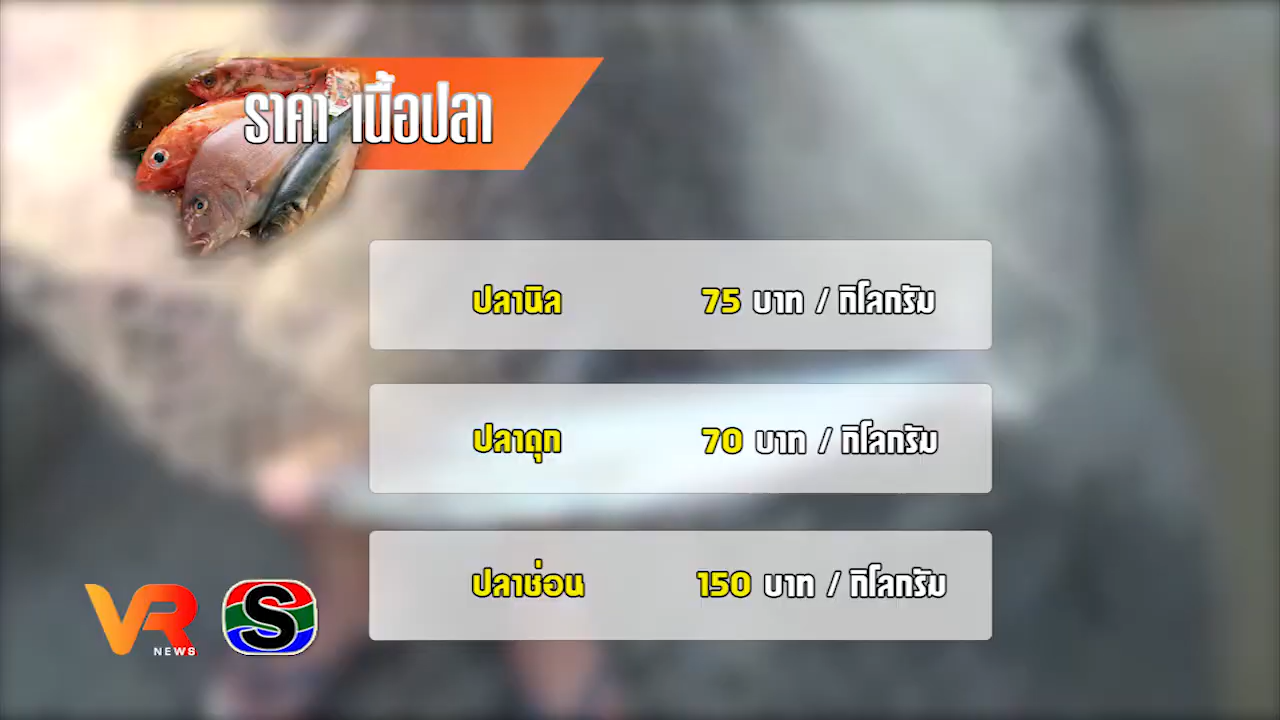 ราคา เนื้อปลา
ปลานิล 75 บาท / กิโลกรัม
ปลาดุก 70 บาท / กิโลกรัม
ปลาช่อน 150 บาท / กิโลกรัม
VR NEWS S